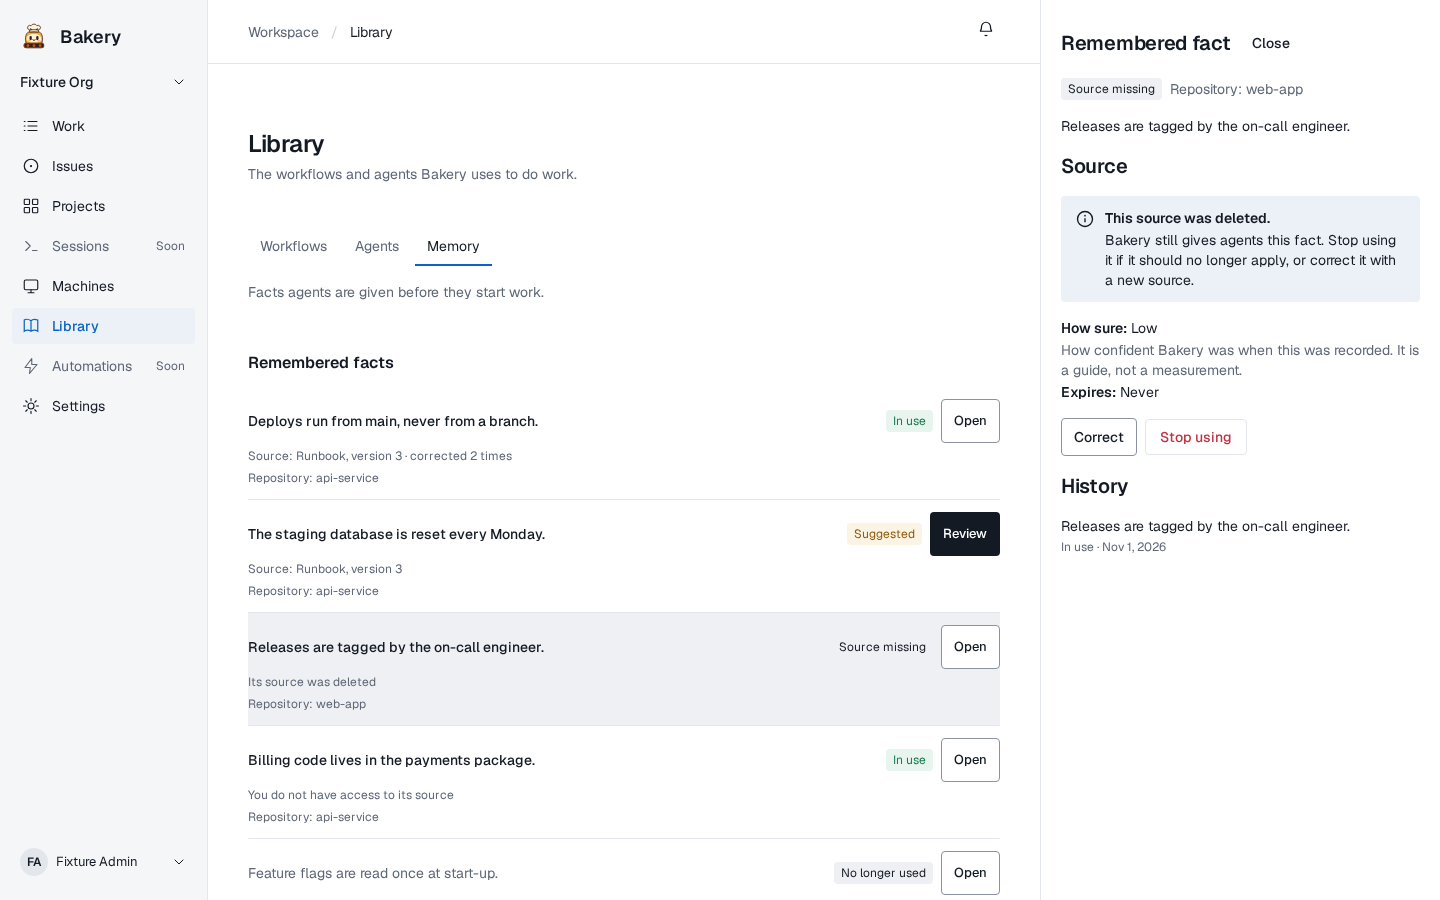 Bakery
Fixture Org
Work
Issues
Projects
Sessions Soon
Machines
Library
Automations Soon
Settings
FA Fixture Admin
Workspace / Library
Library
The workflows and agents Bakery uses to do work.
Workflows Agents Memory
Facts agents are given before they start work.
Remembered facts
Deploys run from main, never from a branch. In use Open
Source: Runbook, version 3 · corrected 2 times
Repository: api-service
The staging database is reset every Monday. Suggested Review
Source: Runbook, version 3
Repository: api-service
Releases are tagged by the on-call engineer. Source missing Open
Its source was deleted
Repository: web-app
Billing code lives in the payments package. In use Open
You do not have access to its source
Repository: api-service
Feature flags are read once at start-up. No longer used Open
Remembered fact Close
Source missing Repository: web-app
Releases are tagged by the on-call engineer.
Source
This source was deleted.
Bakery still gives agents this fact. Stop using
it if it should no longer apply, or correct it with
a new source.
How sure: Low
How confident Bakery was when this was recorded. It is
a guide, not a measurement.
Expires: Never
Correct Stop using
History
Releases are tagged by the on-call engineer.
In use · Nov 1, 2026